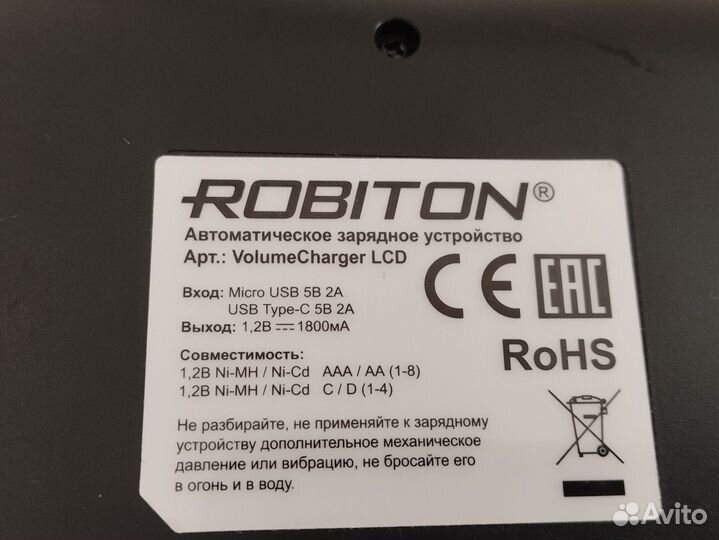 ROBITON®
Автоматическое зарядное устройство
Арт.: VolumeCharger LCD
Вход: Micro USB 5В 2А
USB Type-C 5В 2А
Выход: 1,2В ⎓ 1800мА
CE EAC
RoHS
Совместимость:
1,2В Ni-MH / Ni-Cd AAA / AA (1-8)
1,2В Ni-MH / Ni-Cd C / D (1-4)
Не разбирайте, не применяйте к зарядному
устройству дополнительное механическое
давление или вибрацию, не бросайте его
в огонь и в воду.
Avito